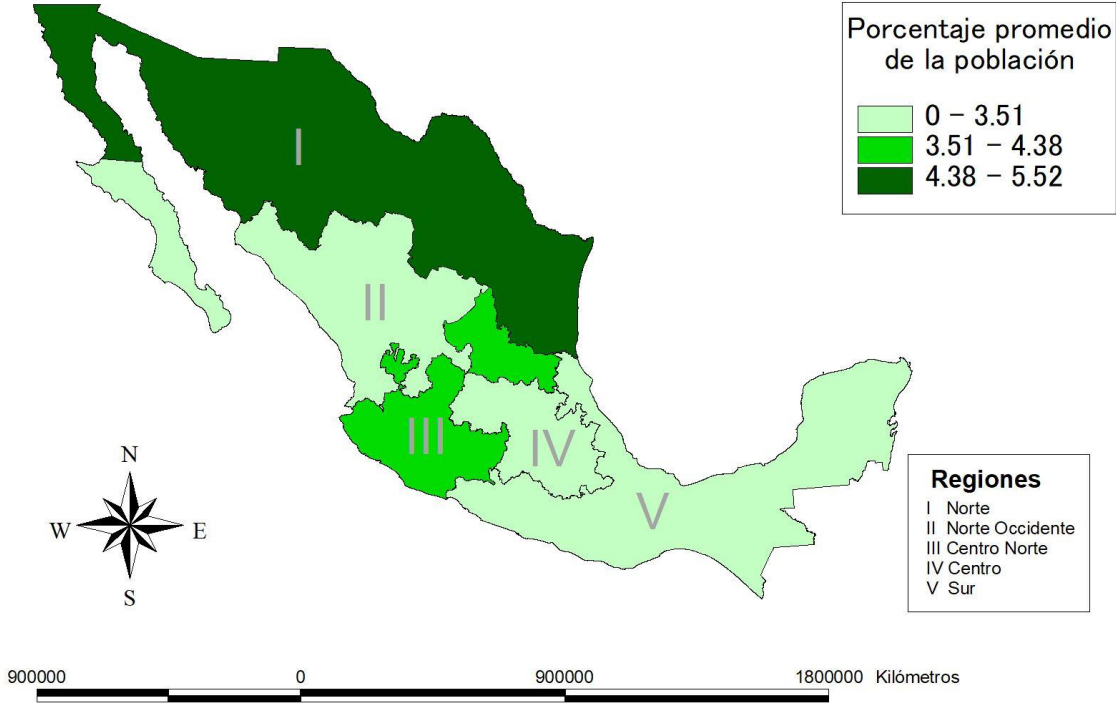 Porcentaje promedio
de la población
0 - 3.51
3.51 - 4.38
4.38 - 5.52
I
II
III
IV
V
N
W
E
S
Regiones
I Norte
II Norte Occidente
III Centro Norte
IV Centro
V Sur
900000 0 900000 1800000 Kilómetros